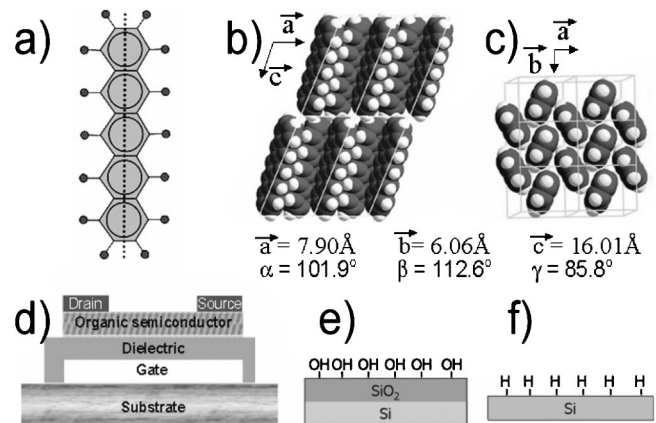 a)
b)
a
c
c)
b
a
a = 7.90Å b = 6.06Å c = 16.01Å
α = 101.9° β = 112.6° γ = 85.8°
d)
Drain Source
Organic semiconductor
Dielectric
Gate
Substrate
e)
OH OH OH OH OH OH
SiO₂
Si
f)
H H H H H H
Si